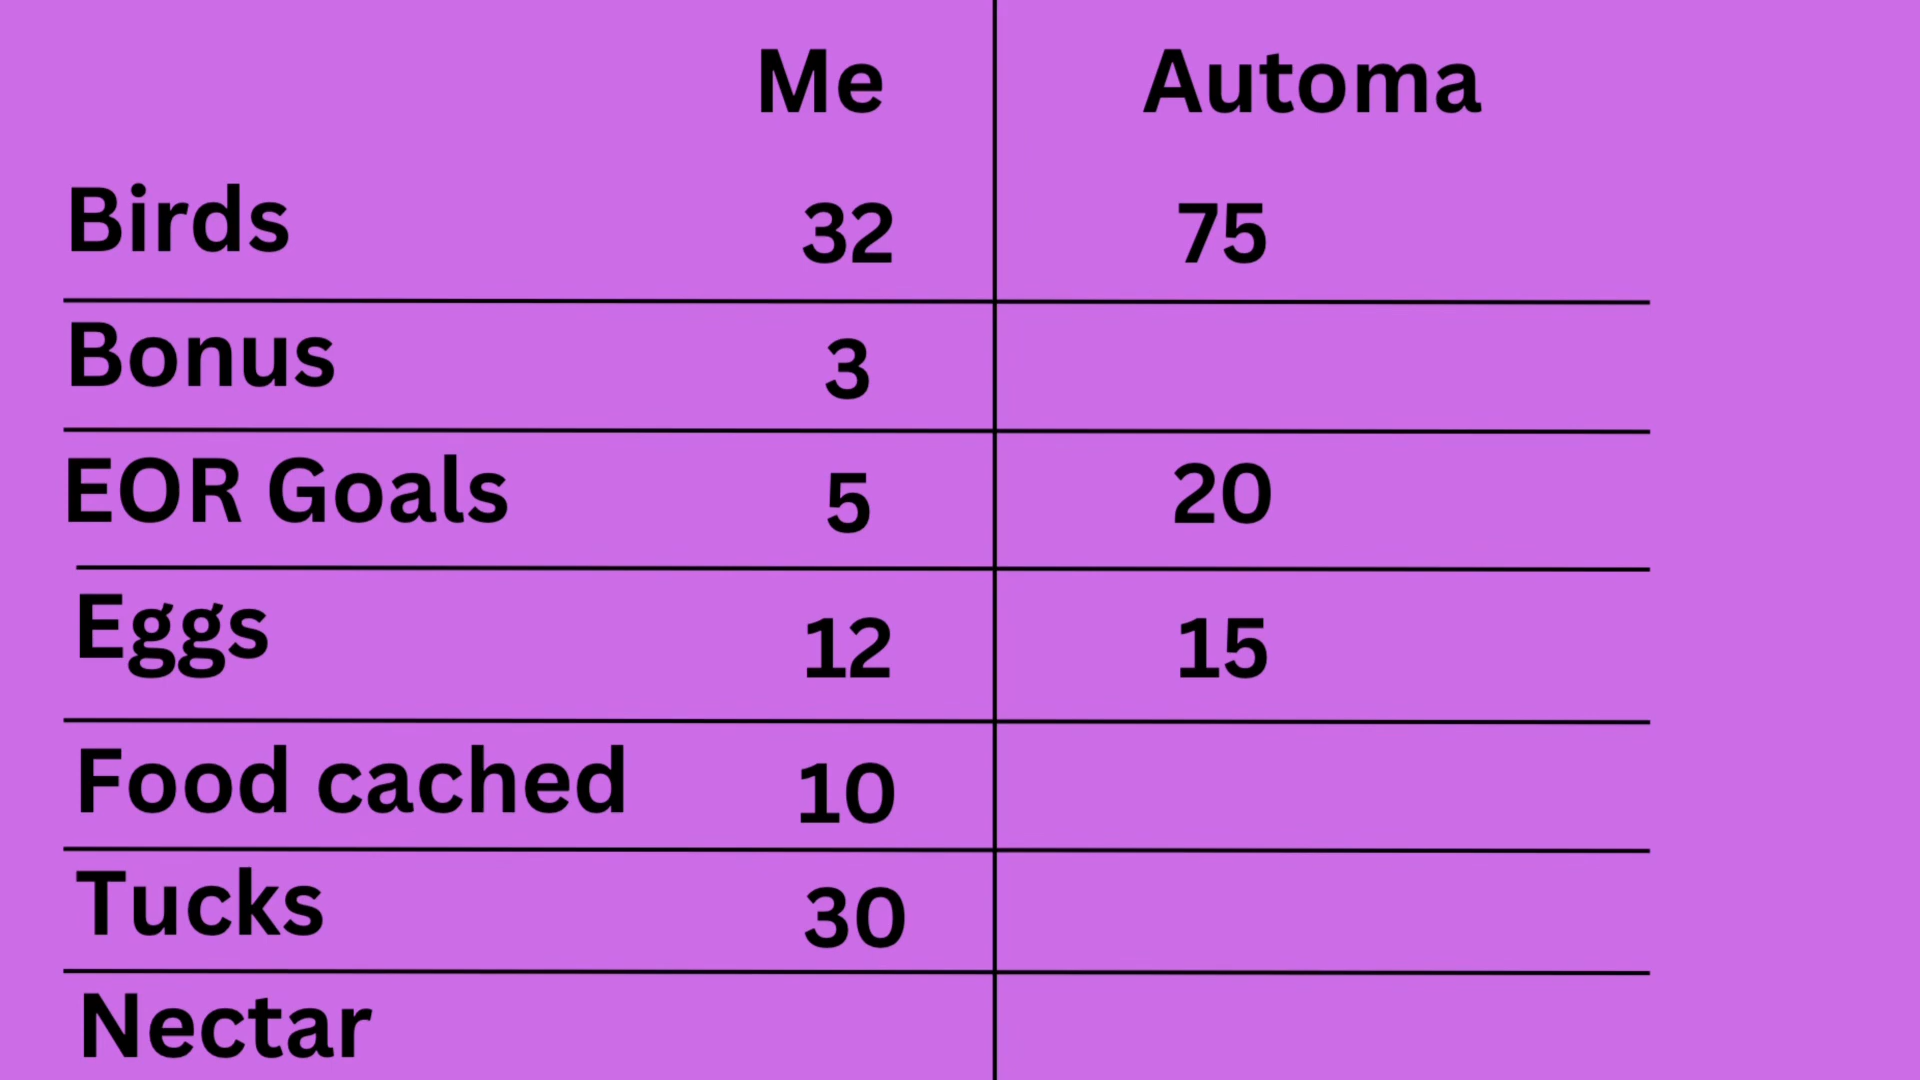 Me Automa
Birds 32 75
Bonus 3
EOR Goals 5 20
Eggs 12 15
Food cached 10
Tucks 30
Nectar